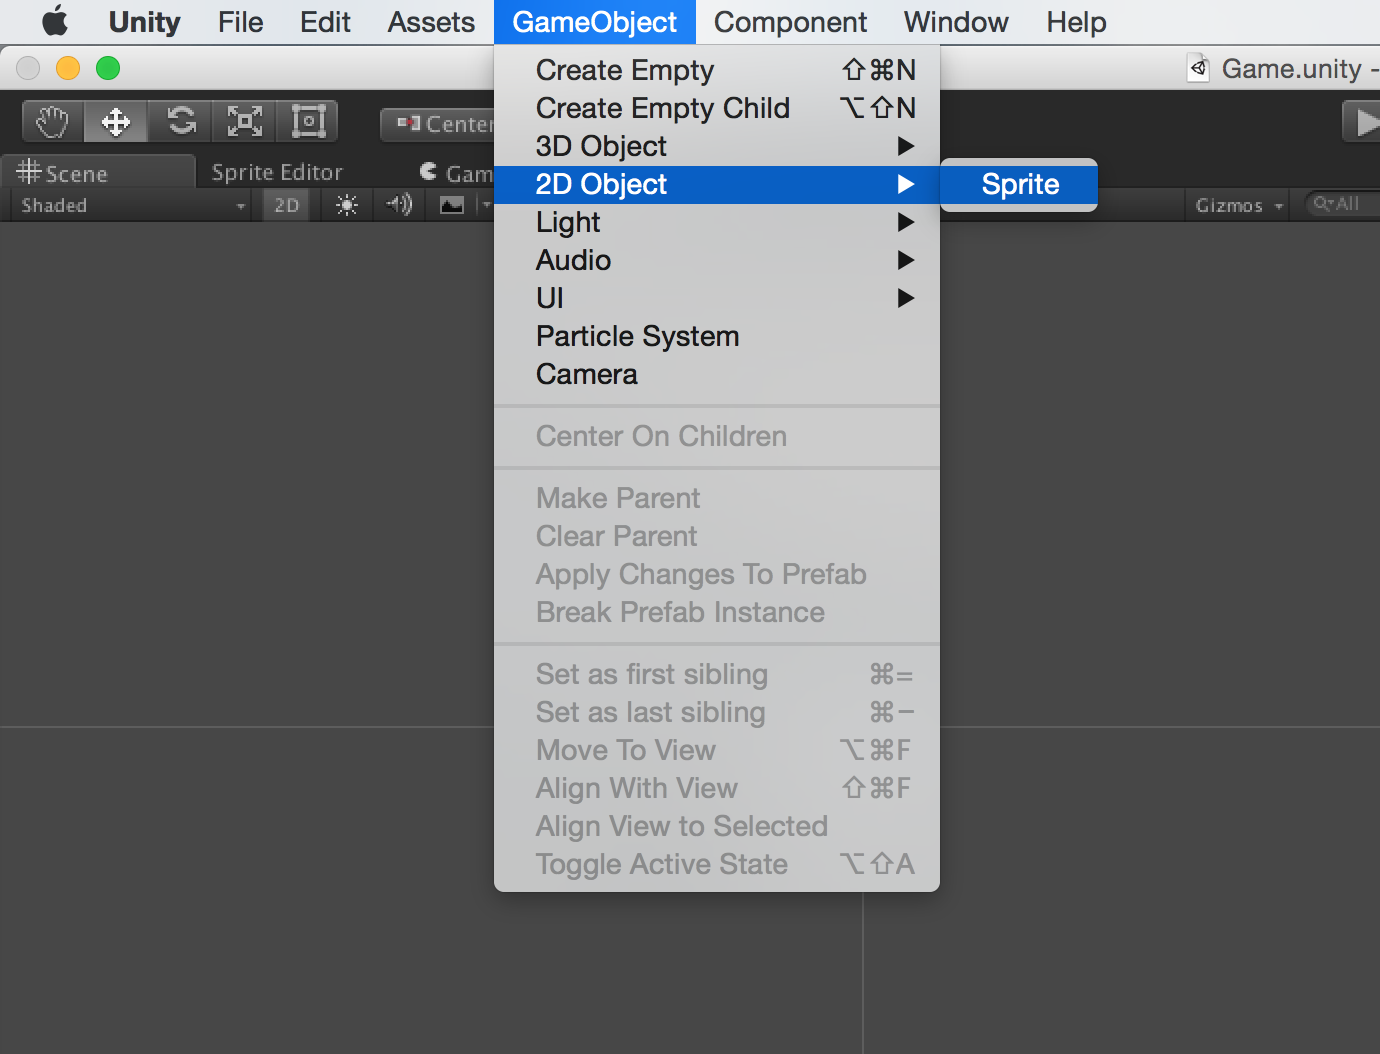 Unity File Edit Assets GameObject Component Window Help
Game.unity -
Create Empty ⇧⌘N
Create Empty Child ⌥⇧N
3D Object ▶
2D Object ▶ Sprite
Light ▶
Audio ▶
UI ▶
Particle System
Camera
Center On Children
Make Parent
Clear Parent
Apply Changes To Prefab
Break Prefab Instance
Set as first sibling ⌘=
Set as last sibling ⌘−
Move To View ⌥⌘F
Align With View ⇧⌘F
Align View to Selected
Toggle Active State ⌥⇧A
Center
Scene Sprite Editor Gam
Shaded 2D Gizmos All